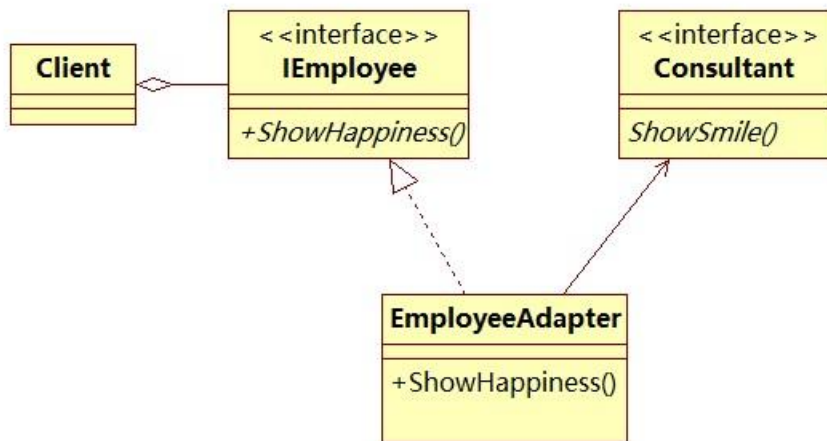 Client
<<interface>>
IEmployee
+ShowHappiness()
<<interface>>
Consultant
ShowSmile()
EmployeeAdapter
+ShowHappiness()